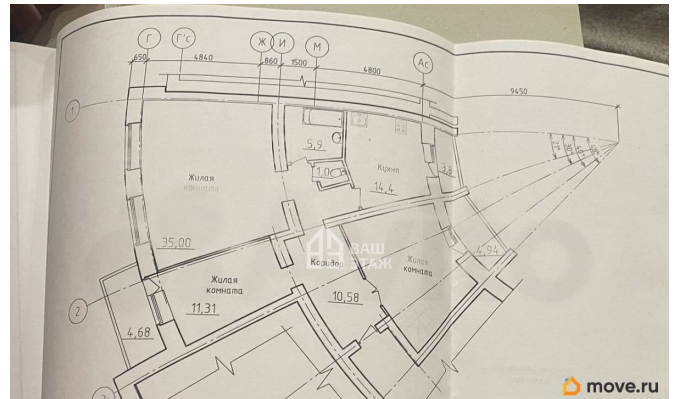 Г Г'с Ж И М
Ас
650 4840 860 1500 4800
9450
1
5,9
1,0
Кухня
14,4
3,8
Жилая
комната
35,00
4,94
ВАШ
ЭТАЖ
Коридор
Жилая
комната
Жилая
комната
11,31
10,58
2
4,68
3
move.ru